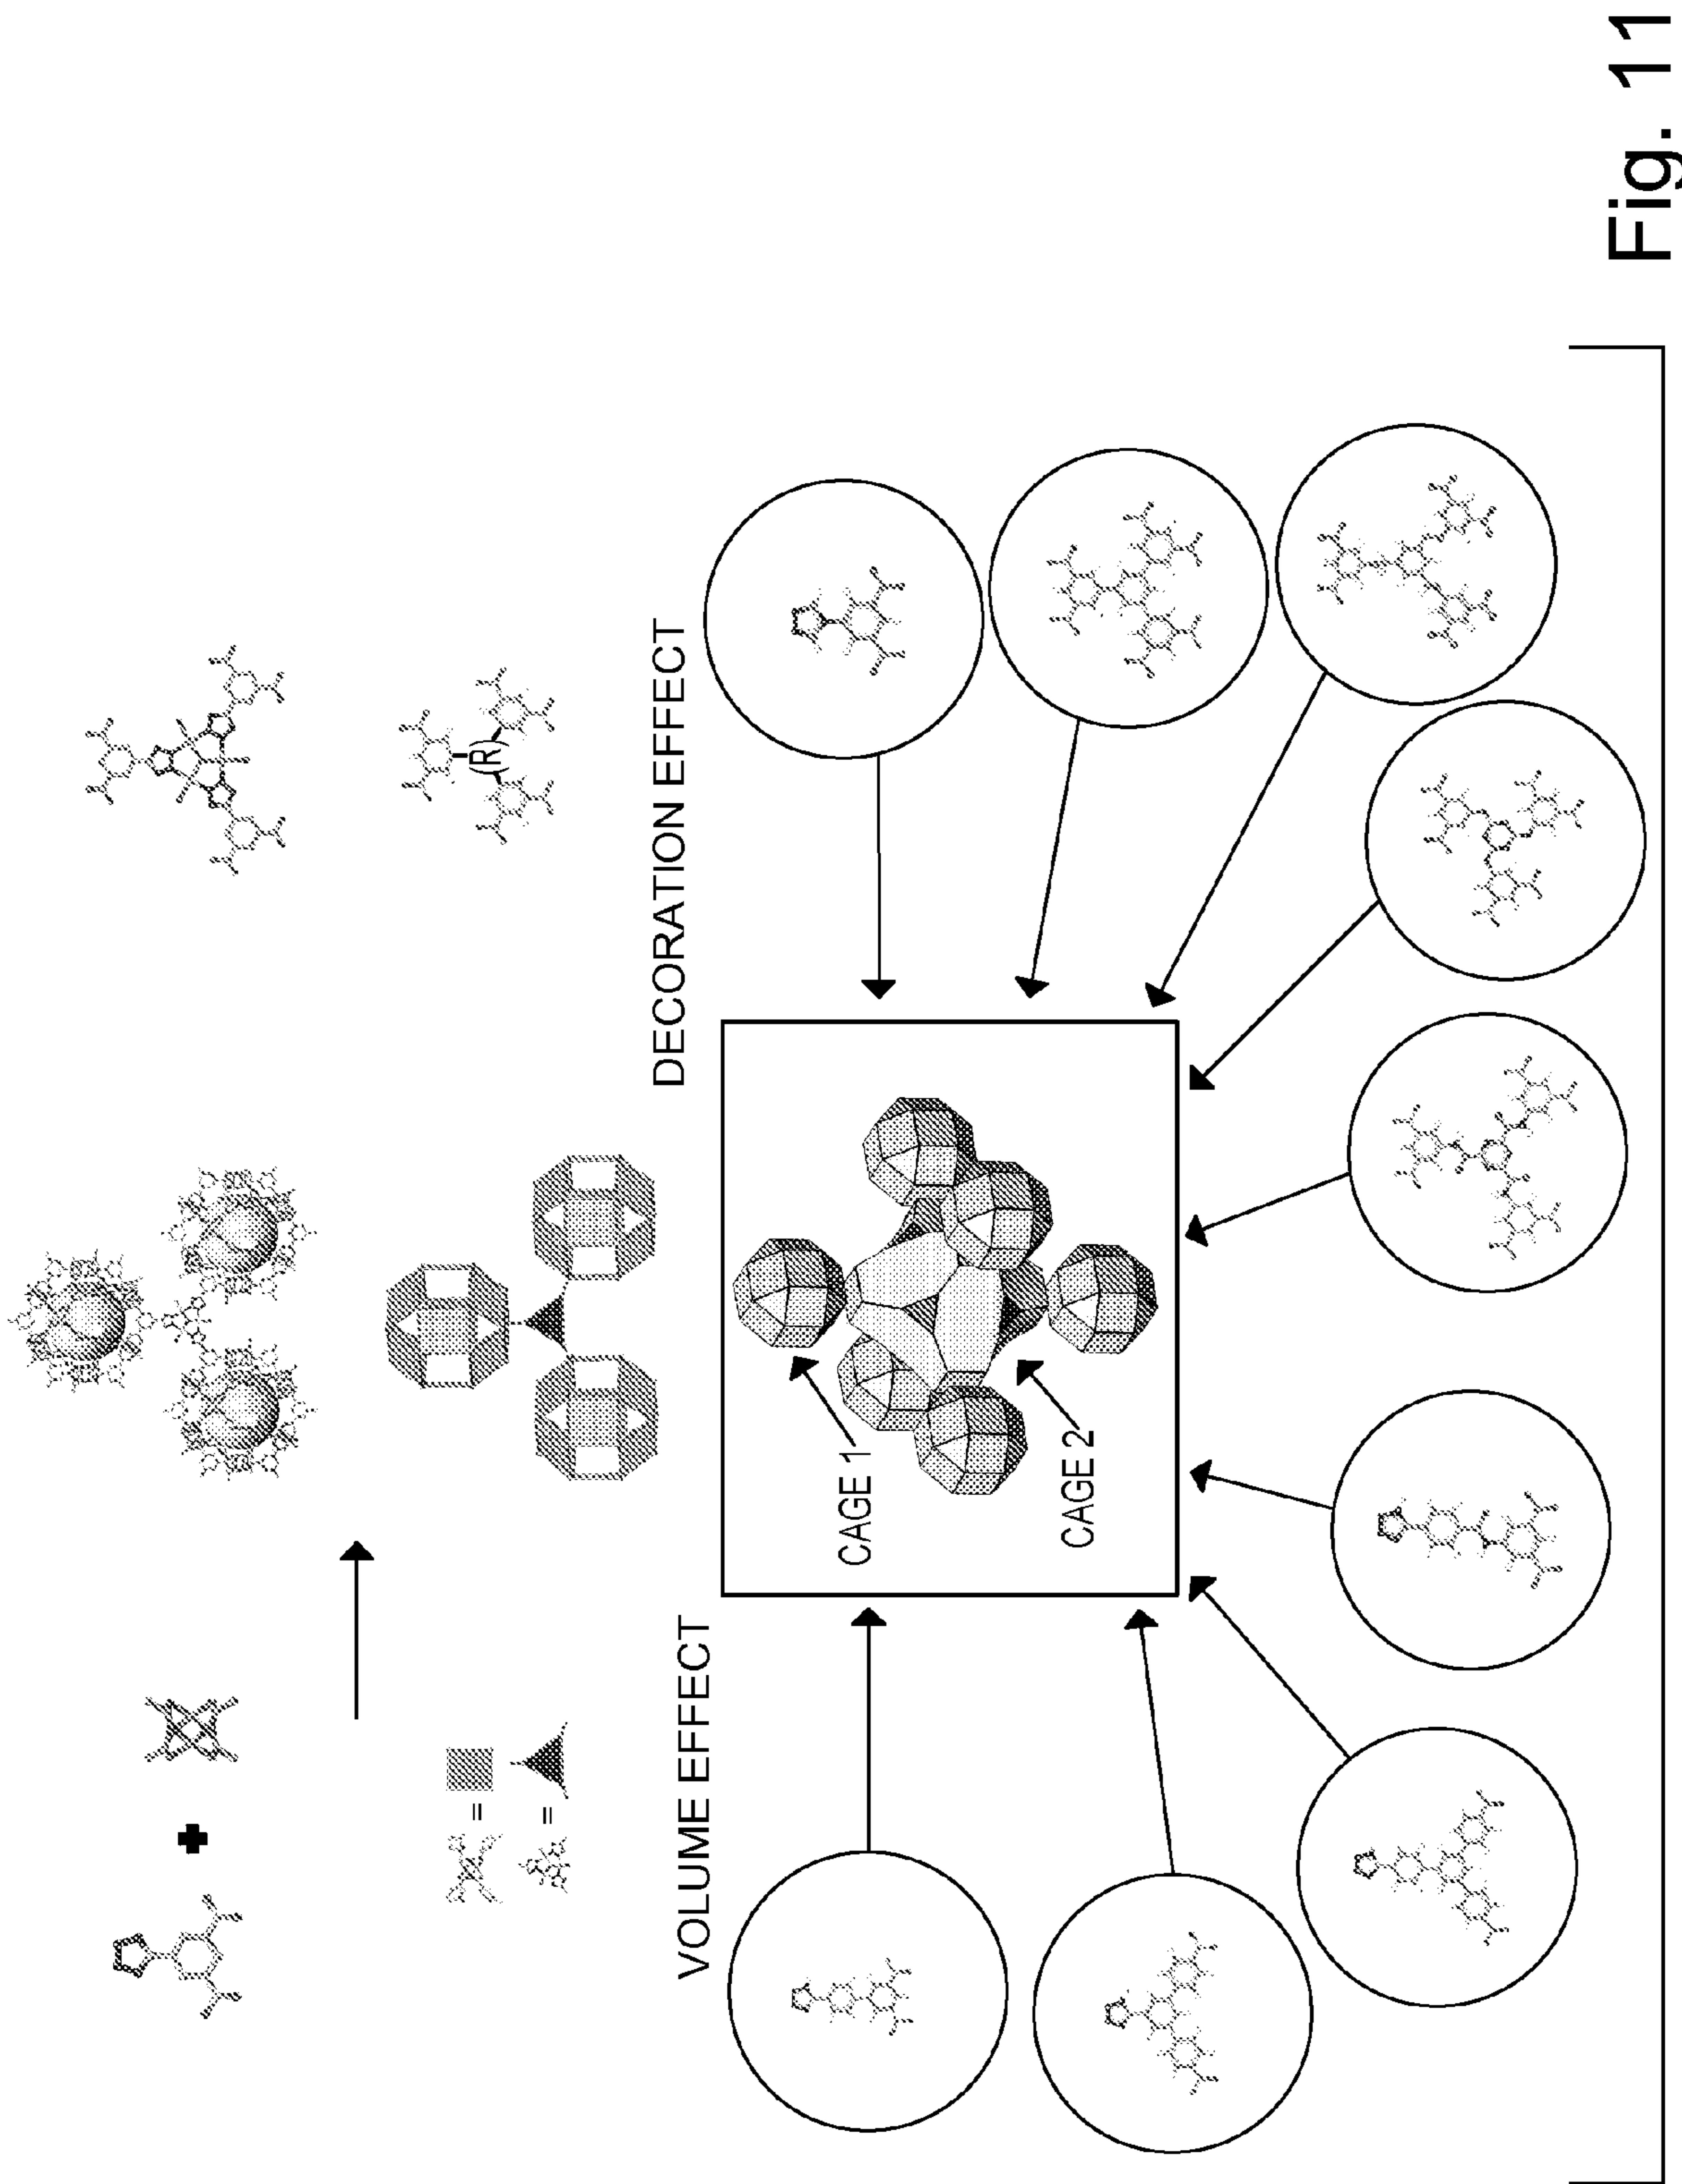 =
=
(R)
VOLUME EFFECT
DECORATION EFFECT
CAGE 1
CAGE 2
Fig. 11